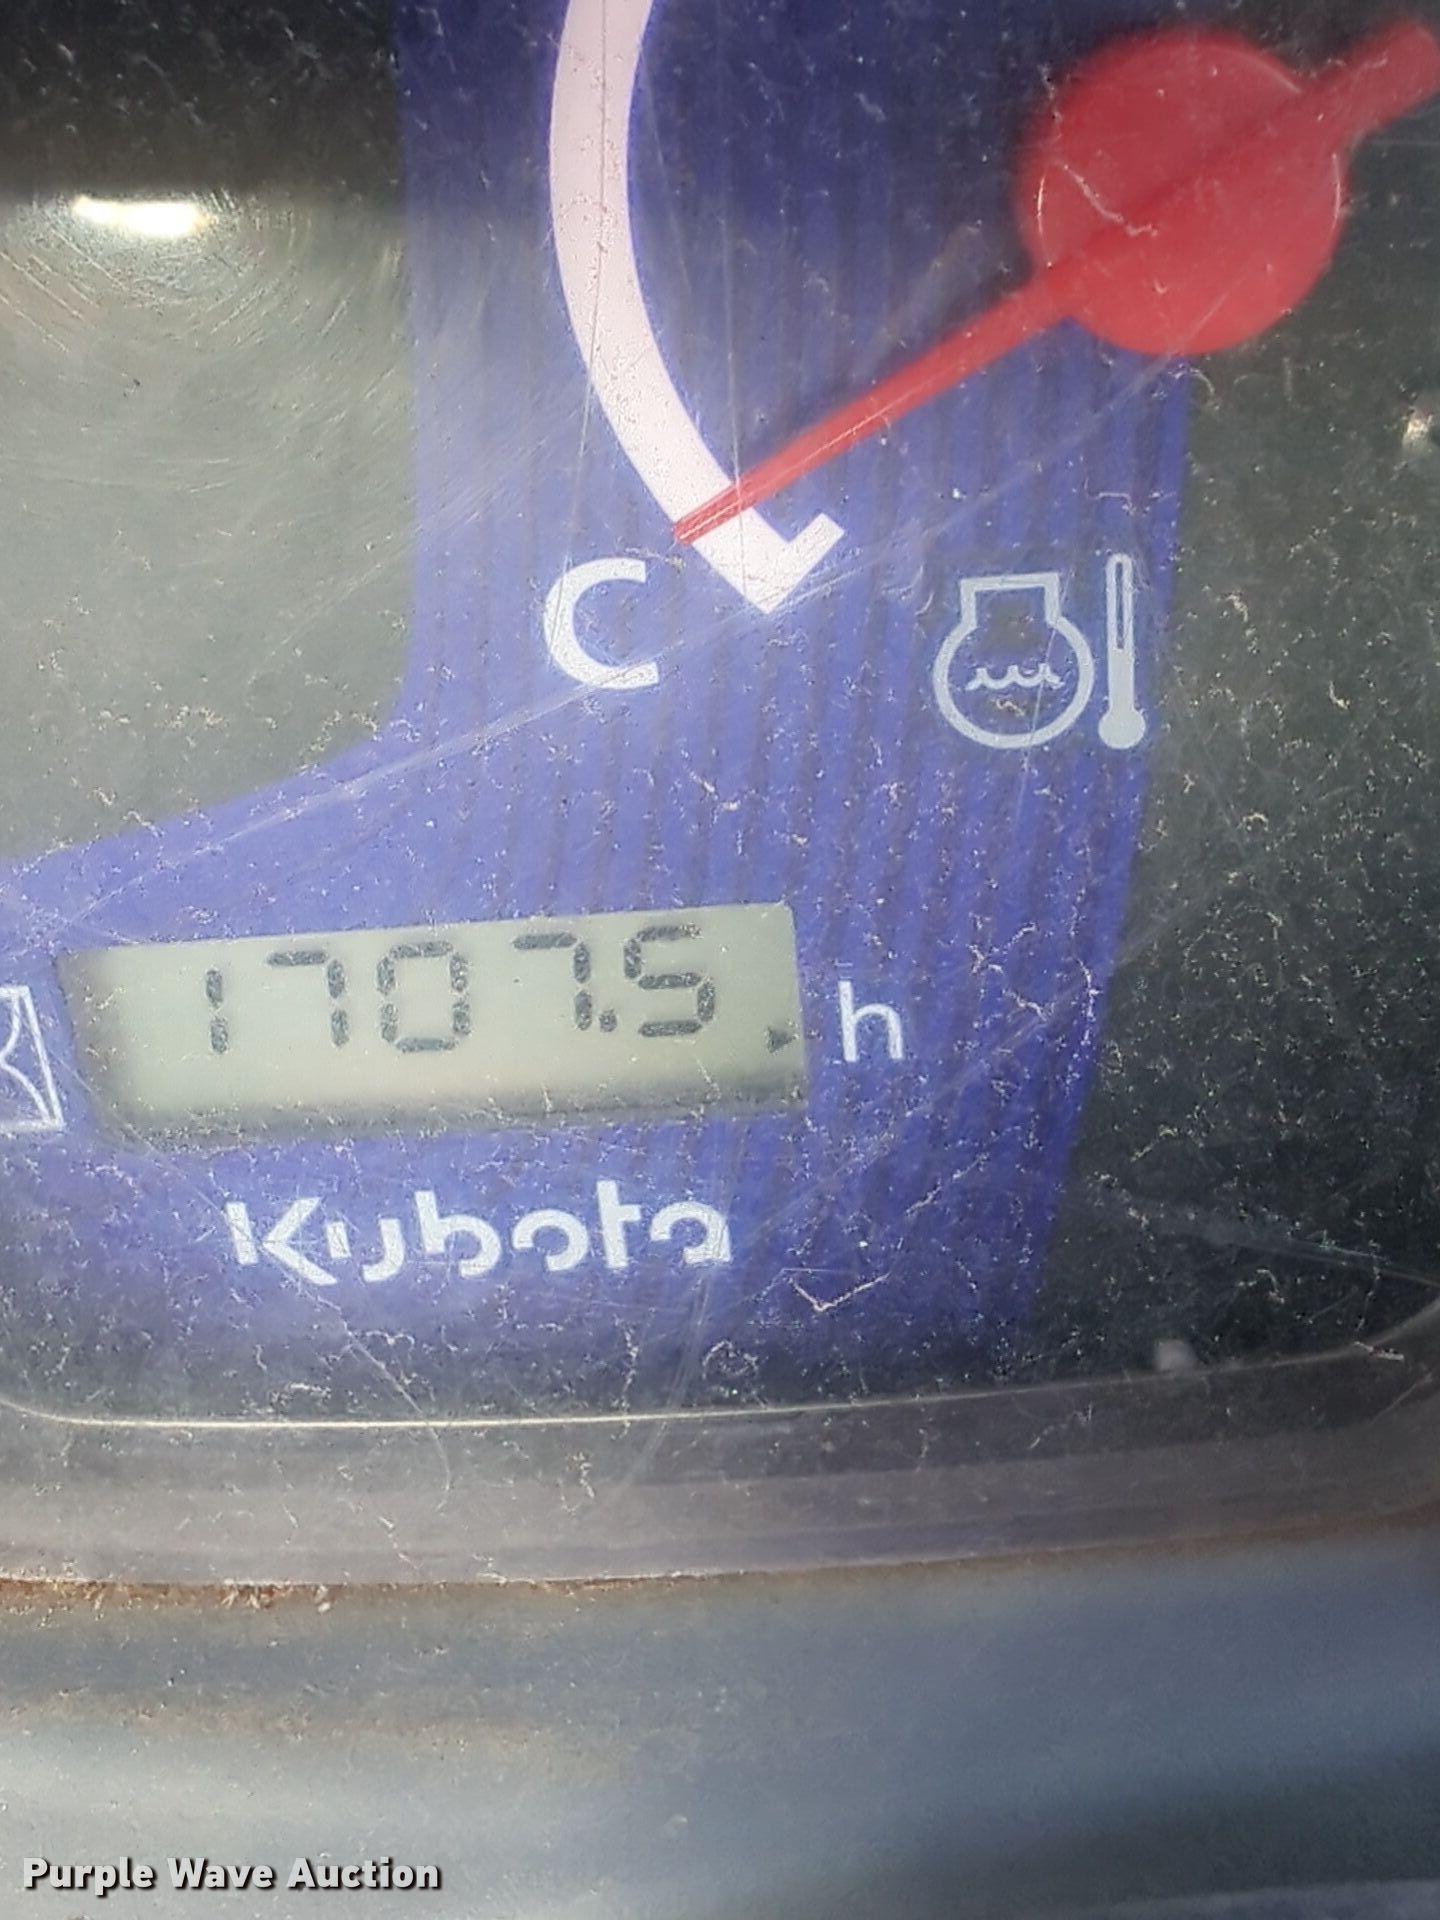 C
1707.5 h
Kubota
Purple Wave Auction